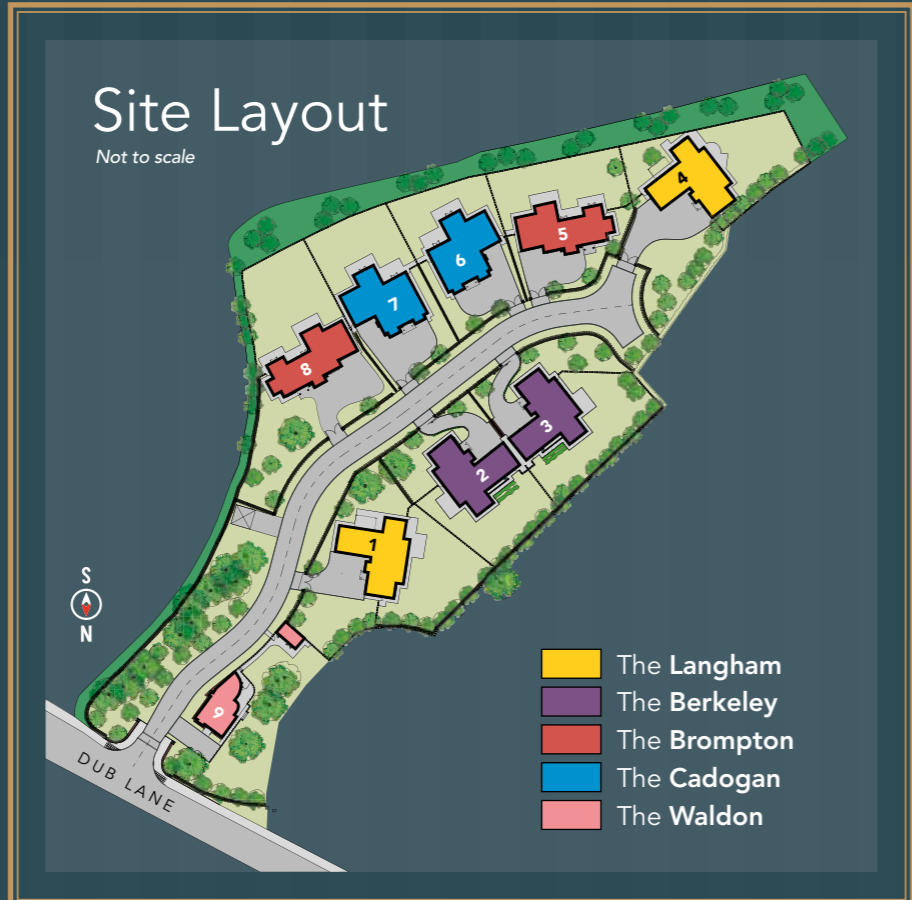 Site Layout
Not to scale
4
5
6
7
8
3
2
1
S
N
9
DUB LANE
The Langham
The Berkeley
The Brompton
The Cadogan
The Waldon